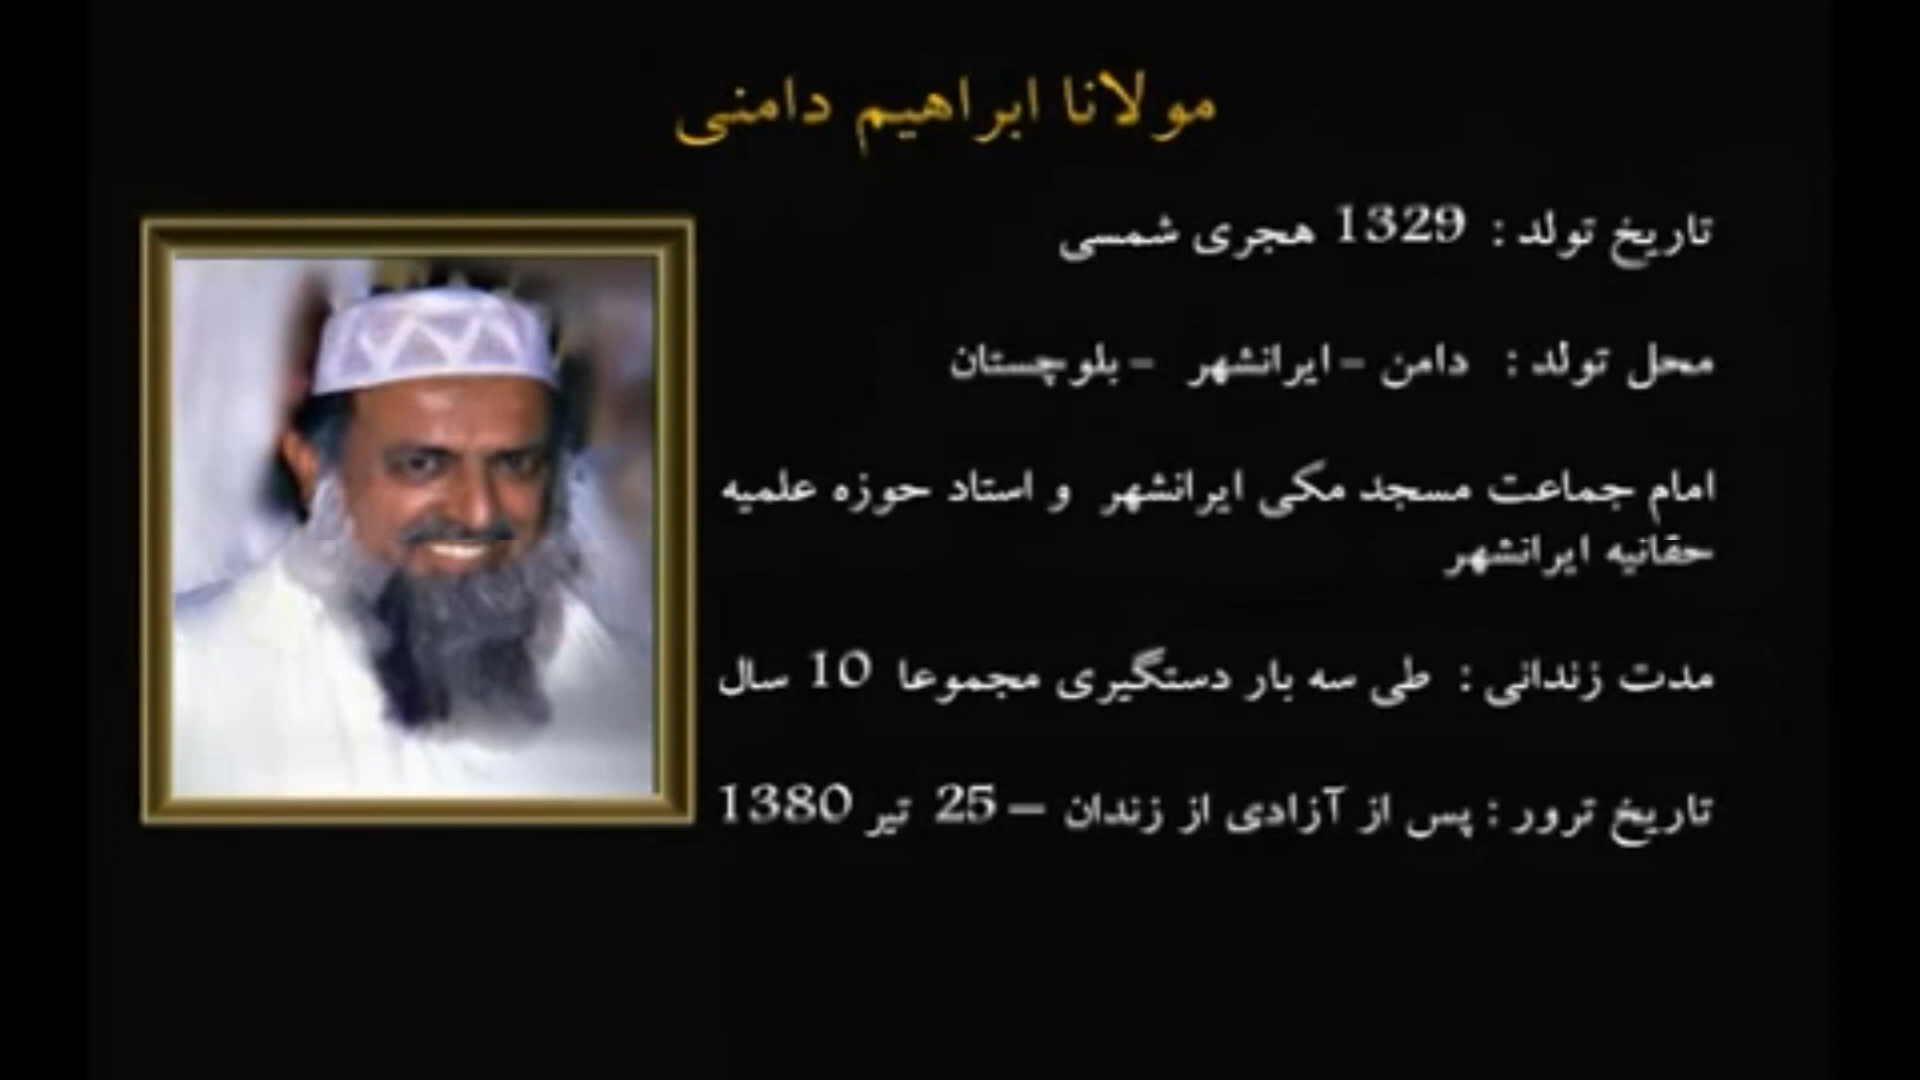 مولانا ابراهیم دامنی
تاریخ تولد : 1329 هجری شمسی
محل تولد : دامن – ایرانشهر – بلوچستان
امام جماعت مسجد مکی ایرانشهر و استاد حوزه علمیه
حقانیه ایرانشهر
مدت زندانی : طی سه بار دستگیری مجموعا 10 سال
تاریخ ترور : پس از آزادی از زندان – 25 تیر 1380